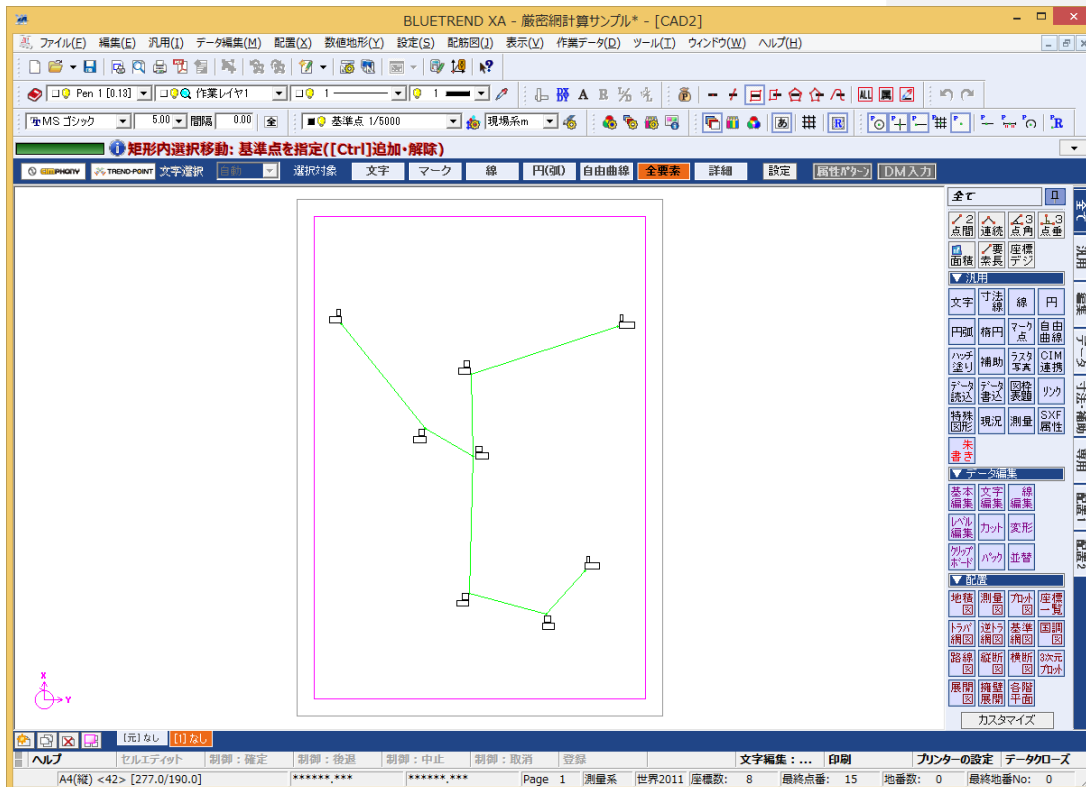 BLUETREND XA - 厳密網計算サンプル* - [CAD2]
ファイル(F) 編集(E) 汎用(I) データ編集(M) 配置(X) 数値地形(Y) 設定(S) 配筋図(J) 表示(V) 作業データ(D) ツール(T) ウィンドウ(W) ヘルプ(H)
Pen 1 [0.13] 作業レイヤ1 1 1 A R ALL
MS ゴシック 5.00 間隔 0.00 全 基準点 1/5000 現場系m あ R
矩形内選択移動: 基準点を指定([Ctrl]追加・解除)
TREND-POINT 文字選択 自動 選択対象 文字 マーク 線 円(弧) 自由曲線 全要素 詳細 設定 属性パターン DM入力
全て
2点間 連続 3点角 3点垂
面積 要素長 座標デジ
▼ 汎用
文字 寸法線 線 円
円弧 楕円 マーク点 自由曲線
ハッチ塗り 補助 ラスタ写真 CIM連携
データ読込 データ書込 図枠表題 リンク
特殊図形 現況 測量 SXF属性
朱書き
▼ データ編集
基本編集 文字編集 線編集
レベル編集 カット 変形
クリップボード パック 並替
▼ 配置
地積図 測量図 プロット図 座標一覧
トラバ網図 逆トラ網図 基準網図 国調図
路線図 縦断図 横断図 3次元プロット
展開図 擁壁展開 各階平面
カスタマイズ
全て
汎用
編集
データ
寸法・補助
専用
配置1
配置2
X
Y
[元] なし [1] なし
ヘルプ セルエディット 制御：確定 制御：後退 制御：中止 制御：取消 登録 文字編集：... 印刷 プリンターの設定 データクローズ
A4(縦) <42> [277.0/190.0] ******.*** ******.*** Page 1 測量系 世界2011 座標数: 8 最終点番: 15 地番数: 0 最終地番No: 0